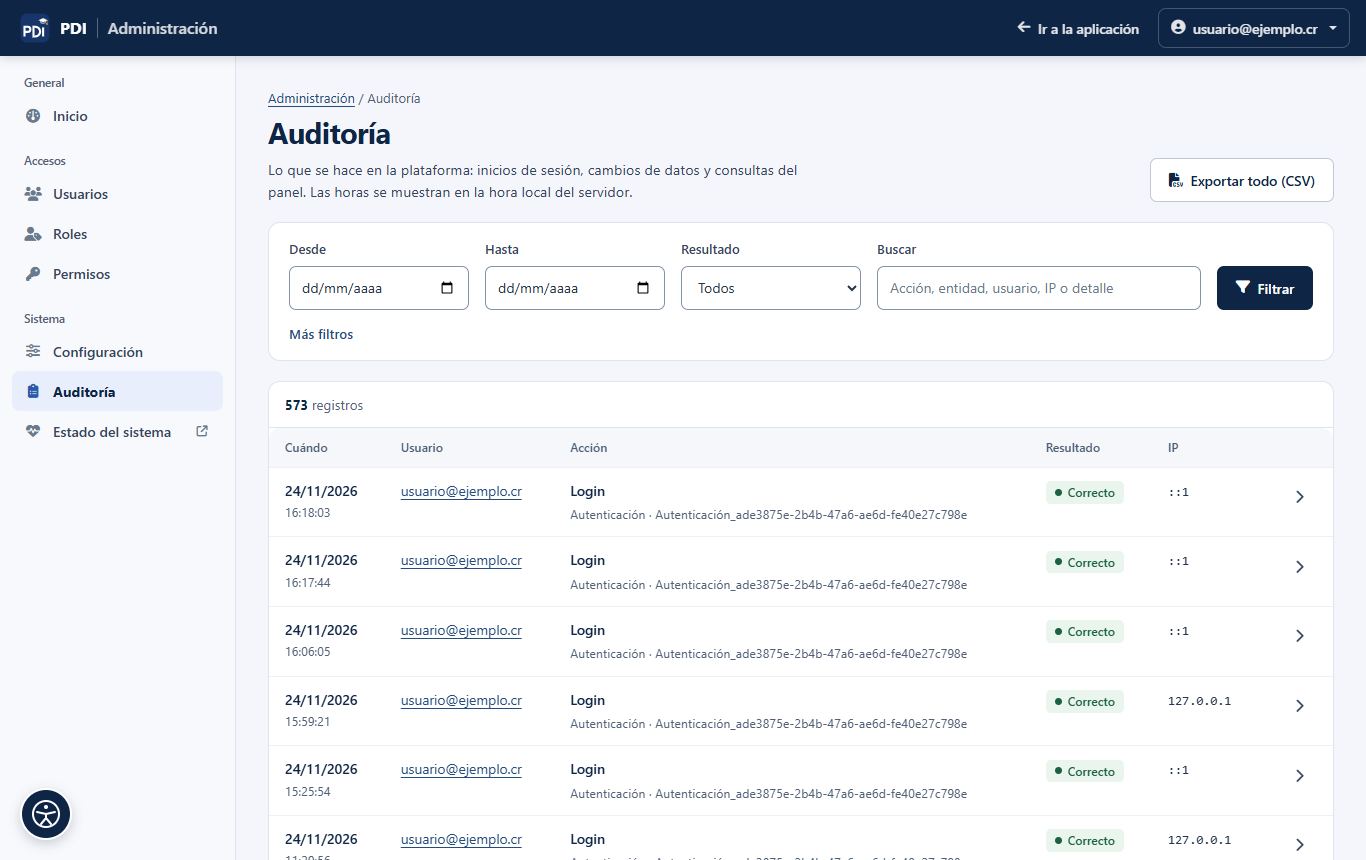 PDI PDI Administración Ir a la aplicación usuario@ejemplo.cr
General
Inicio
Accesos
Usuarios
Roles
Permisos
Sistema
Configuración
Auditoría
Estado del sistema
Administración / Auditoría
Auditoría
Lo que se hace en la plataforma: inicios de sesión, cambios de datos y consultas del
panel. Las horas se muestran en la hora local del servidor.
Exportar todo (CSV)
Desde Hasta Resultado Buscar
dd/mm/aaaa dd/mm/aaaa Todos Acción, entidad, usuario, IP o detalle Filtrar
Más filtros
573 registros
Cuándo Usuario Acción Resultado IP
24/11/2026 usuario@ejemplo.cr Login Correcto ::1
16:18:03 Autenticación · Autenticación_ade3875e-2b4b-47a6-ae6d-fe40e27c798e
24/11/2026 usuario@ejemplo.cr Login Correcto ::1
16:17:44 Autenticación · Autenticación_ade3875e-2b4b-47a6-ae6d-fe40e27c798e
24/11/2026 usuario@ejemplo.cr Login Correcto ::1
16:06:05 Autenticación · Autenticación_ade3875e-2b4b-47a6-ae6d-fe40e27c798e
24/11/2026 usuario@ejemplo.cr Login Correcto 127.0.0.1
15:59:21 Autenticación · Autenticación_ade3875e-2b4b-47a6-ae6d-fe40e27c798e
24/11/2026 usuario@ejemplo.cr Login Correcto ::1
15:25:54 Autenticación · Autenticación_ade3875e-2b4b-47a6-ae6d-fe40e27c798e
24/11/2026 usuario@ejemplo.cr Login Correcto 127.0.0.1